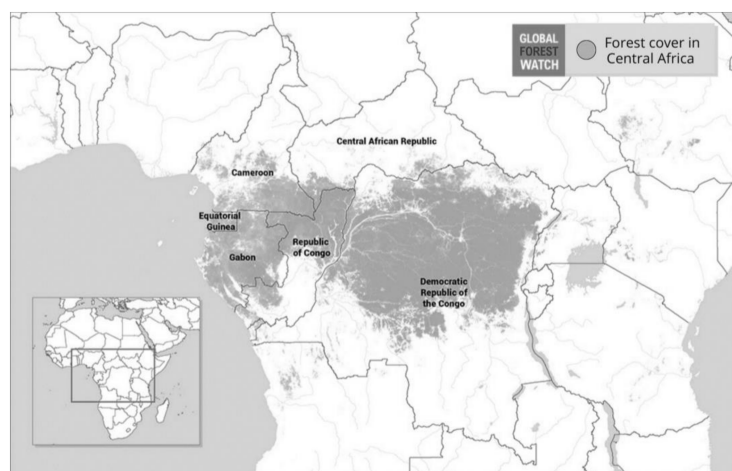 GLOBAL
FOREST
WATCH
Forest cover in
Central Africa
Central African Republic
Cameroon
Equatorial
Guinea
Republic
of Congo
Gabon
Democratic
Republic of
the Congo